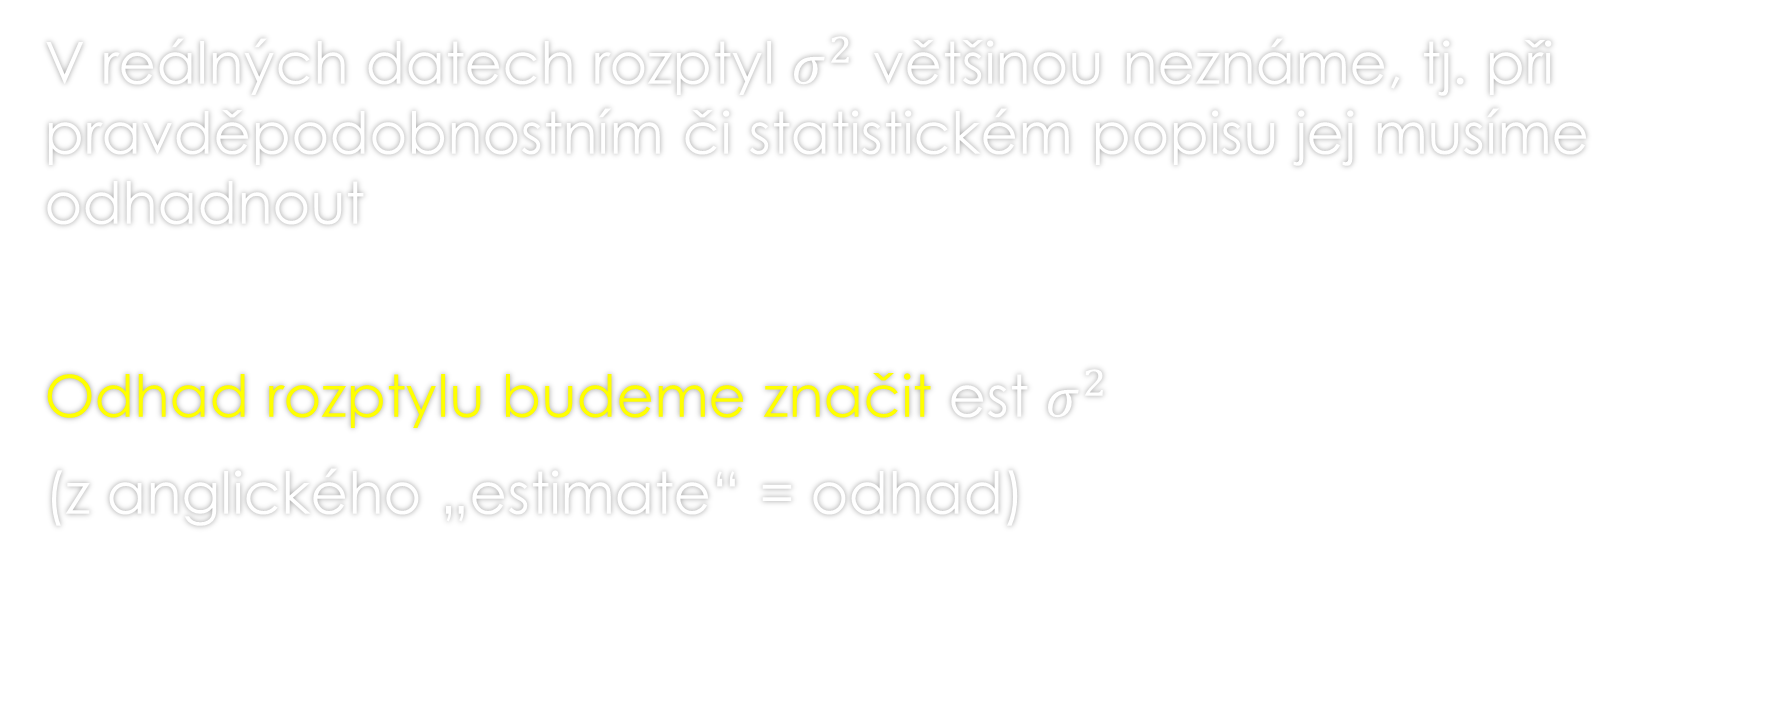 V reálných datech rozptyl σ² většinou neznáme, tj. při
pravděpodobnostním či statistickém popisu jej musíme
odhadnout
Odhad rozptylu budeme značit est σ²
(z anglického „estimate“ = odhad)